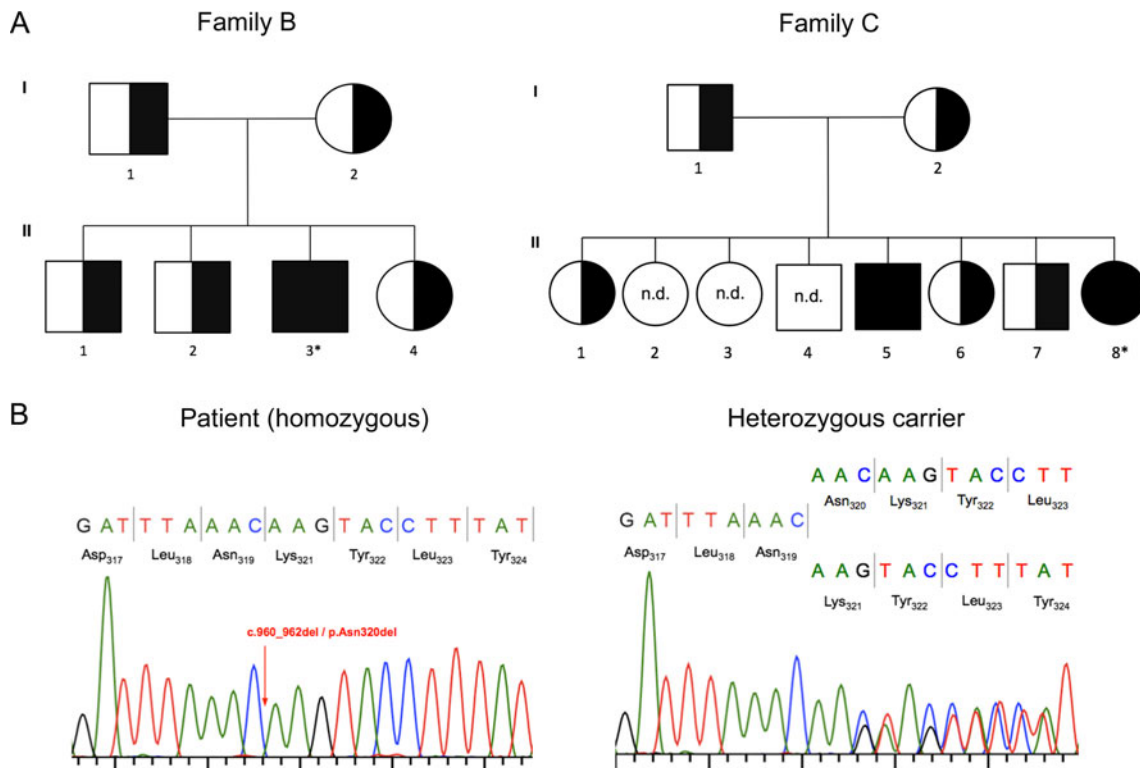 A
Family B
Family C
I
1
2
I
1
2
II
1
2
3*
4
II
n.d.
n.d.
n.d.
1
2
3
4
5
6
7
8*
B
Patient (homozygous)
Heterozygous carrier
G A T T T A A A C A A G T A C C T T T A T
Asp317 Leu318 Asn319 Lys321 Tyr322 Leu323 Tyr324
c.960_962del / p.Asn320del
A A C A A G T A C C T T
Asn320 Lys321 Tyr322 Leu323
G A T T T A A A C
Asp317 Leu318 Asn319
A A G T A C C T T T A T
Lys321 Tyr322 Leu323 Tyr324